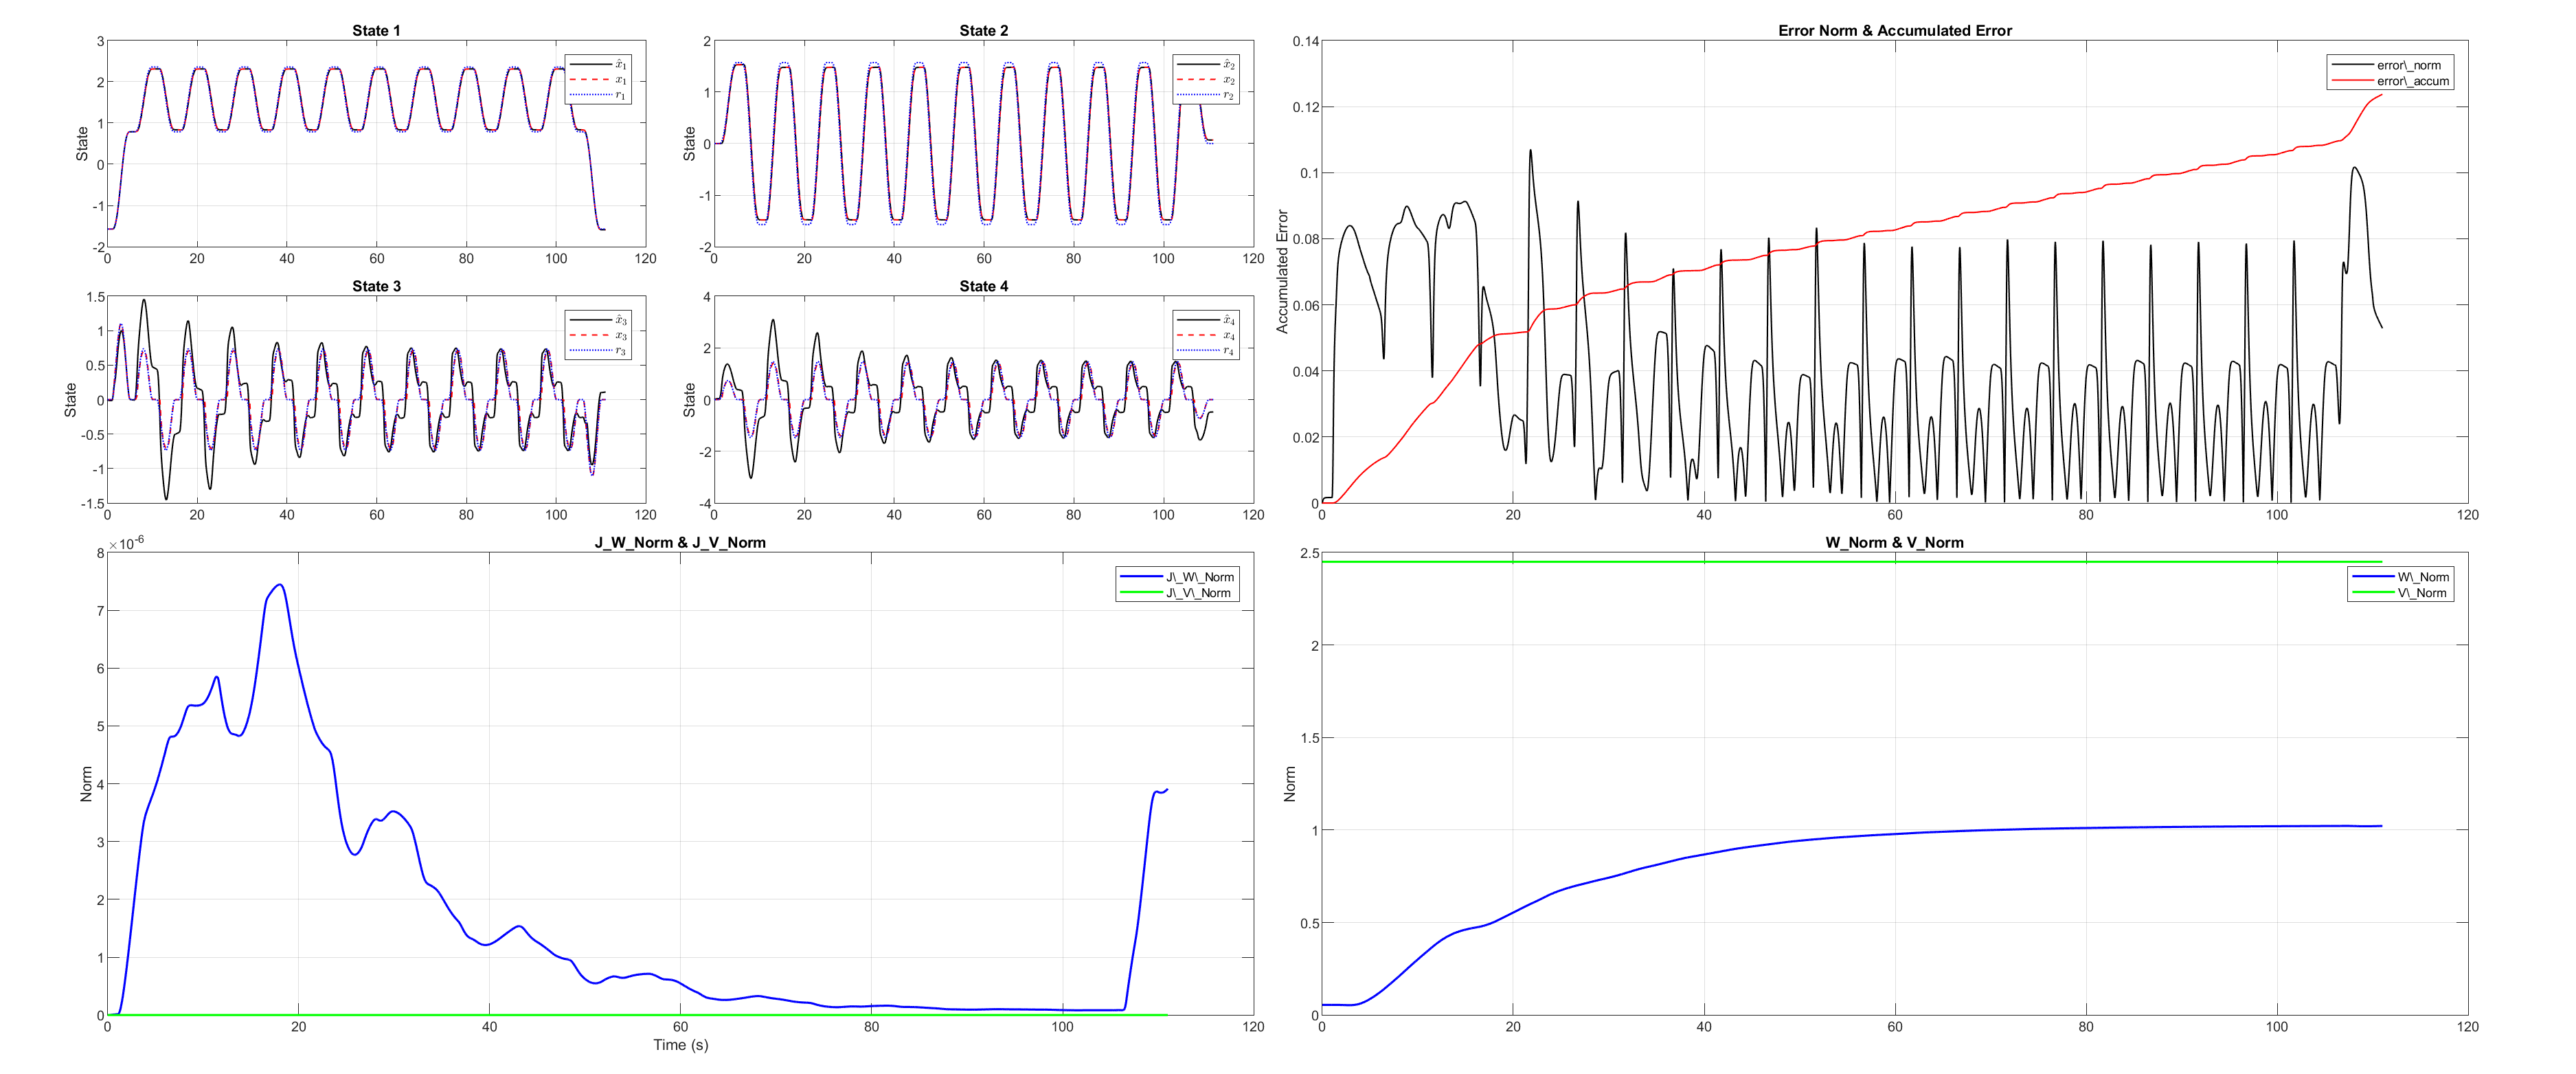 State 1
3
2
1
0
-1
-2
State
0 20 40 60 80 100 120
x̂₁
x₁
r₁
State 2
2
1
0
-1
-2
State
0 20 40 60 80 100 120
x̂₂
x₂
r₂
State 3
1.5
1
0.5
0
-0.5
-1
-1.5
State
0 20 40 60 80 100 120
x̂₃
x₃
r₃
State 4
4
2
0
-2
-4
State
0 20 40 60 80 100 120
x̂₄
x₄
r₄
Error Norm & Accumulated Error
0.14
0.12
0.1
0.08
0.06
0.04
0.02
0
Accumulated Error
0 20 40 60 80 100 120
error\_norm
error\_accum
J_W_Norm & J_V_Norm
×10⁻⁶
8
7
6
5
4
3
2
1
0
Norm
0 20 40 60 80 100 120
Time (s)
J\_W\_Norm
J\_V\_Norm
W_Norm & V_Norm
2.5
2
1.5
1
0.5
0
Norm
0 20 40 60 80 100 120
W\_Norm
V\_Norm